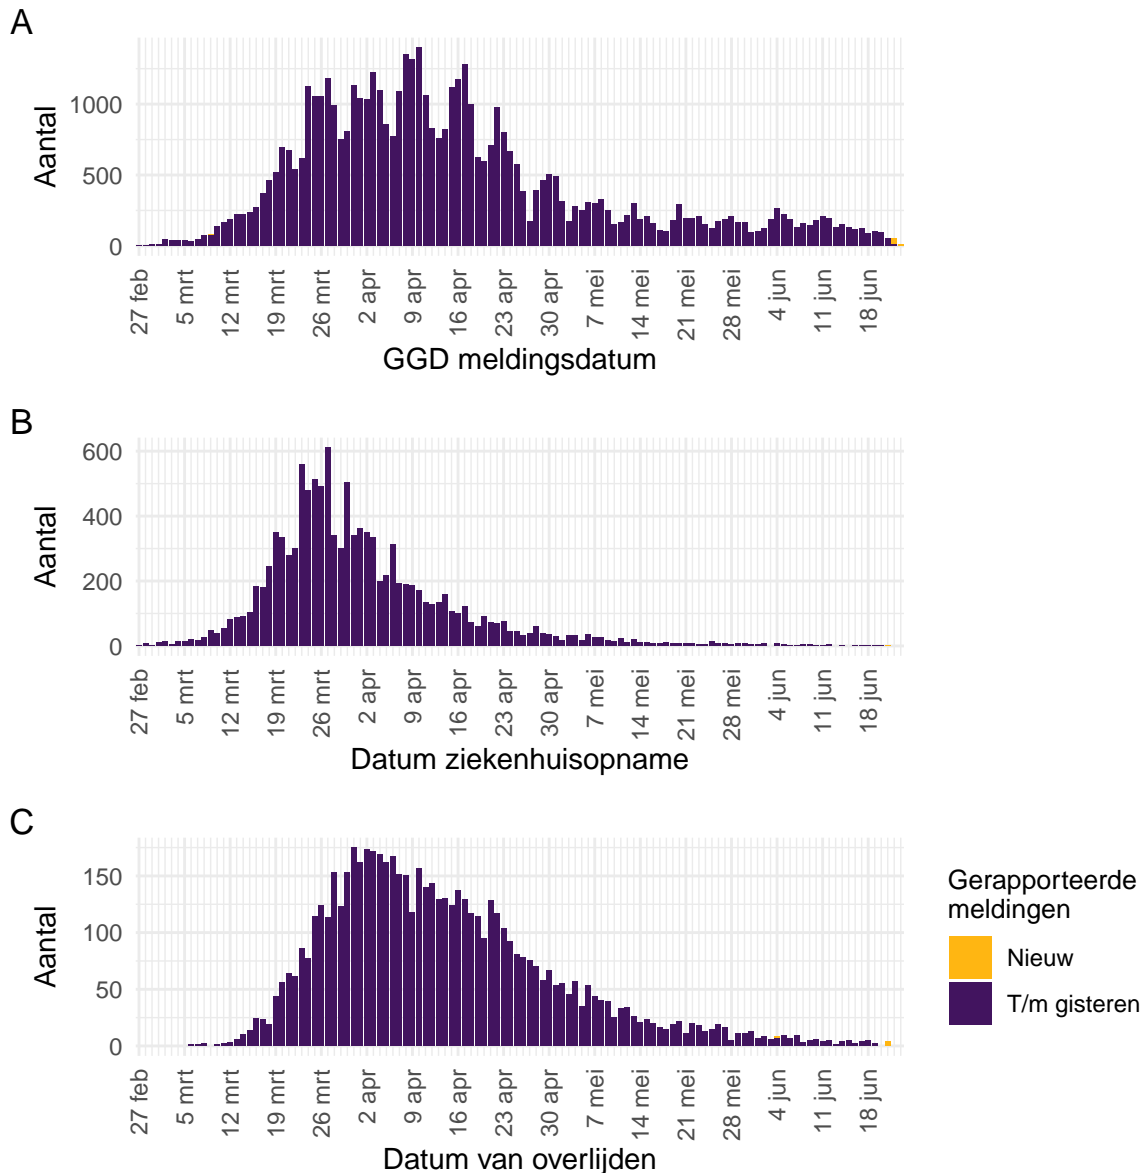 A
Aantal
1000
500
0
27 feb
5 mrt
12 mrt
19 mrt
26 mrt
2 apr
9 apr
16 apr
23 apr
30 apr
7 mei
14 mei
21 mei
28 mei
4 jun
11 jun
18 jun
GGD meldingsdatum
B
Aantal
600
400
200
0
27 feb
5 mrt
12 mrt
19 mrt
26 mrt
2 apr
9 apr
16 apr
23 apr
30 apr
7 mei
14 mei
21 mei
28 mei
4 jun
11 jun
18 jun
Datum ziekenhuisopname
C
Aantal
150
100
50
0
27 feb
5 mrt
12 mrt
19 mrt
26 mrt
2 apr
9 apr
16 apr
23 apr
30 apr
7 mei
14 mei
21 mei
28 mei
4 jun
11 jun
18 jun
Datum van overlijden
Gerapporteerde
meldingen
Nieuw
T/m gisteren